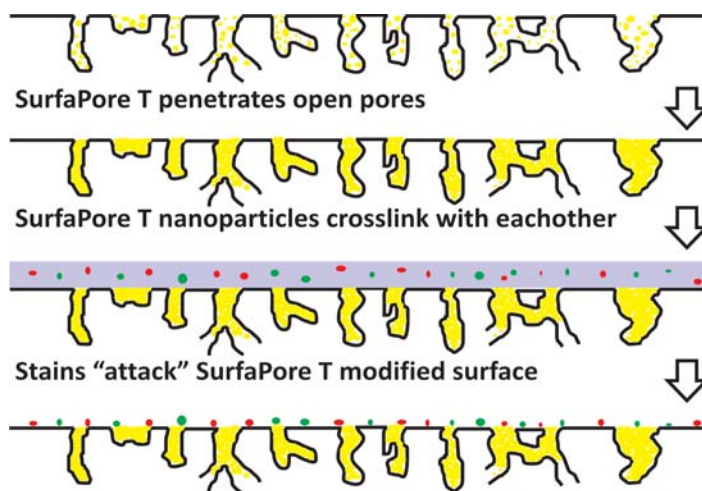 SurfaPore T penetrates open pores
SurfaPore T nanoparticles crosslink with eachother
Stains “attack” SurfaPore T modified surface